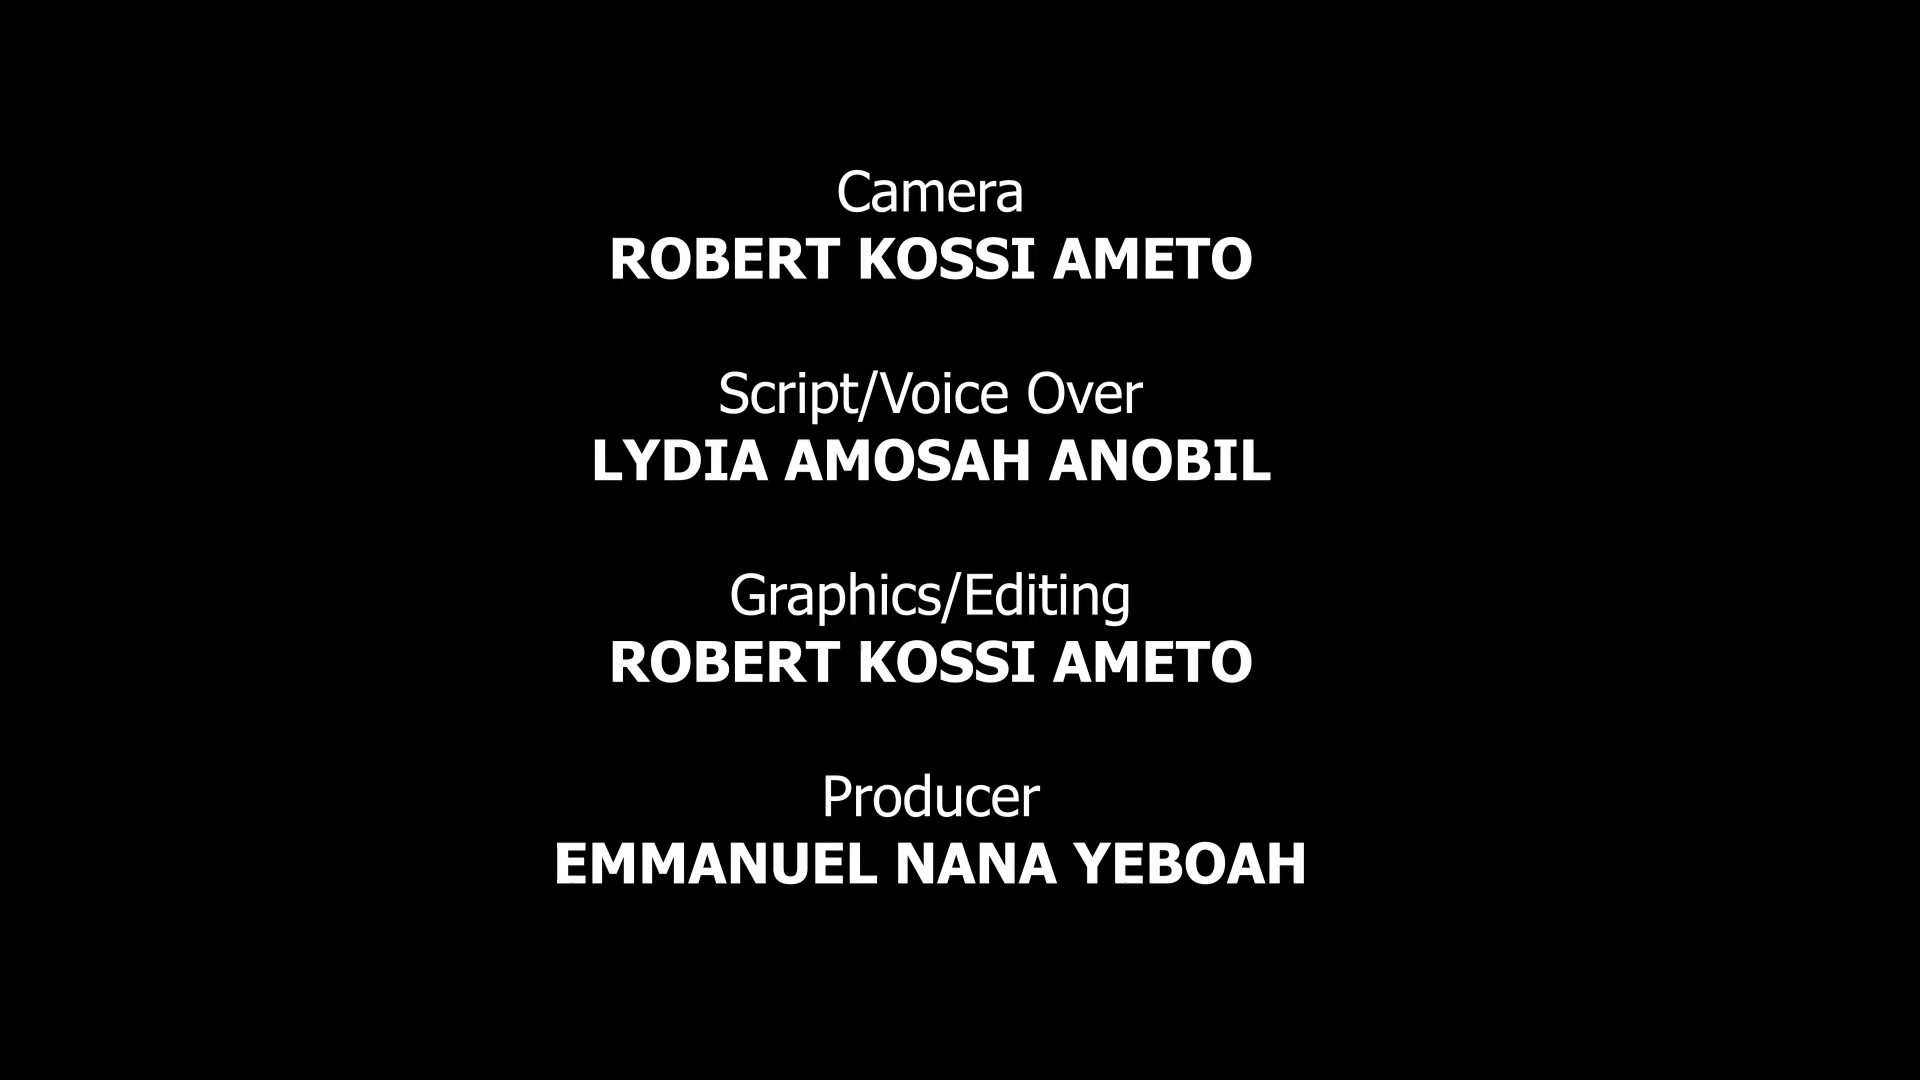 Camera
ROBERT KOSSI AMETO
Script/Voice Over
LYDIA AMOSAH ANOBIL
Graphics/Editing
ROBERT KOSSI AMETO
Producer
EMMANUEL NANA YEBOAH